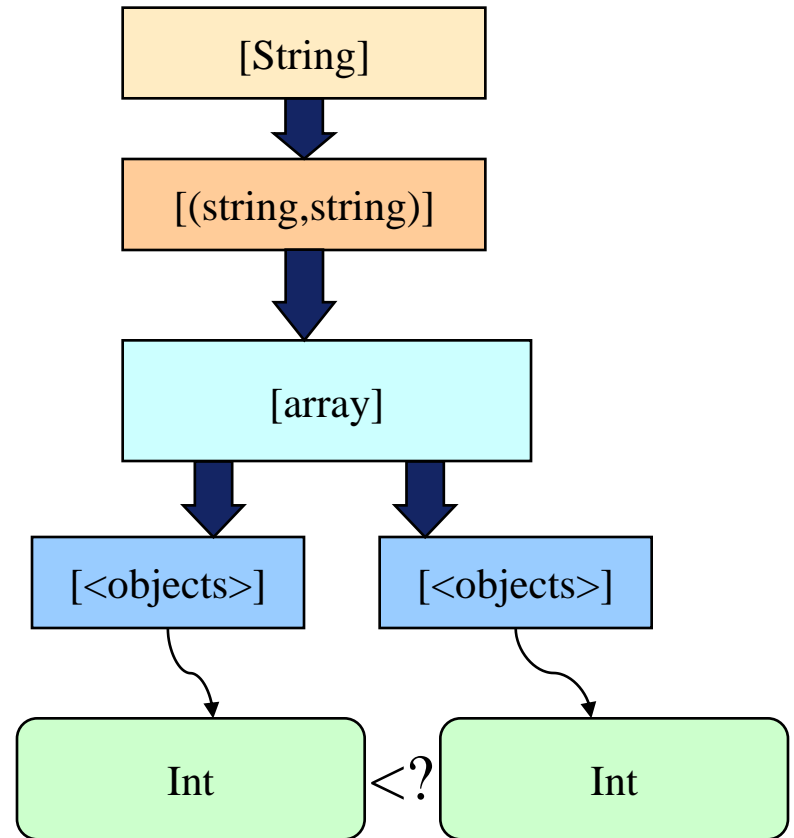 [String]
[(string,string)]
[array]
[<objects>] [<objects>]
Int <? Int